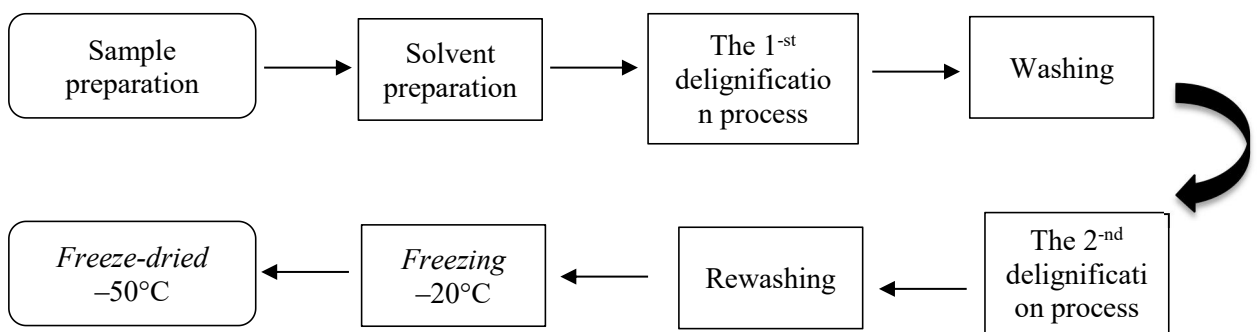 Sample
preparation
Solvent
preparation
The 1-st
delignificatio
n process
Washing
The 2-nd
delignificati
on process
Rewashing
Freezing
–20°C
Freeze-dried
–50°C